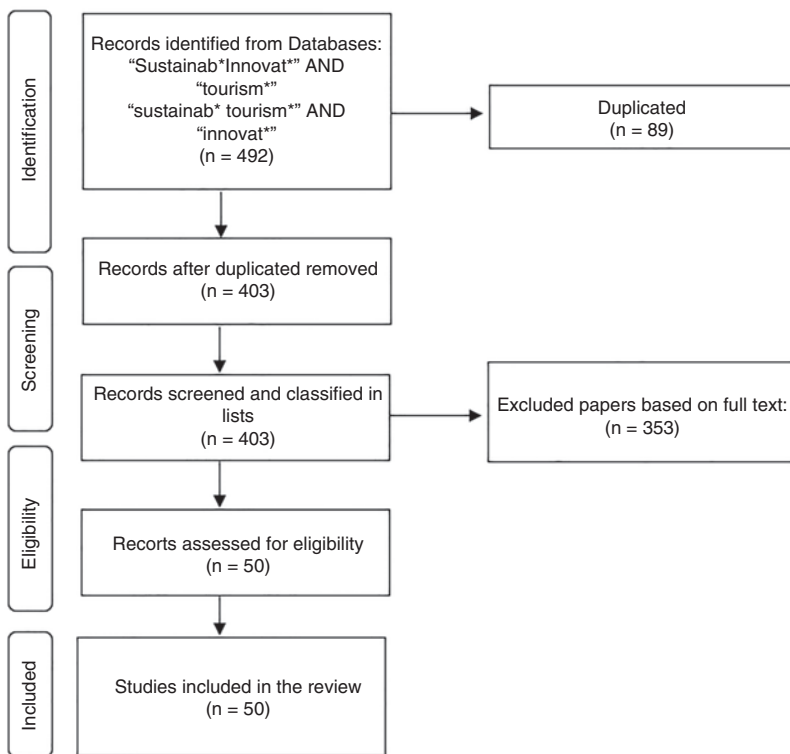 Identification
Records identified from Databases:
“Sustainab*Innovat*” AND
“tourism*”
“sustainab* tourism*” AND
“innovat*”
(n = 492)
Duplicated
(n = 89)
Records after duplicated removed
(n = 403)
Screening
Records screened and classified in
lists
(n = 403)
Excluded papers based on full text:
(n = 353)
Eligibility
Recorts assessed for eligibility
(n = 50)
Included
Studies included in the review
(n = 50)